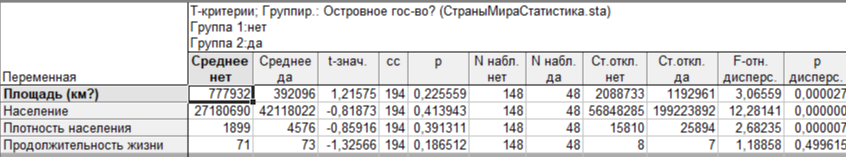 Т-критерии; Группир.: Островное гос-во? (СтраныМираСтатистика.sta)
Группа 1:нет
Группа 2:да
Переменная Среднее нет Среднее да t-знач. сс p N набл. нет N набл. да Ст.откл. нет Ст.откл. да F-отн. дисперс. p дисперс.
Площадь (км?) 777932 392096 1,21575 194 0,225559 148 48 2088733 1192961 3,06559 0,000027
Население 27180690 42118022 -0,81873 194 0,413943 148 48 56848285 199223892 12,28141 0,000000
Плотность населения 1899 4576 -0,85916 194 0,391311 148 48 15810 25894 2,68235 0,000007
Продолжительность жизни 71 73 -1,32566 194 0,186512 148 48 8 7 1,18858 0,499615